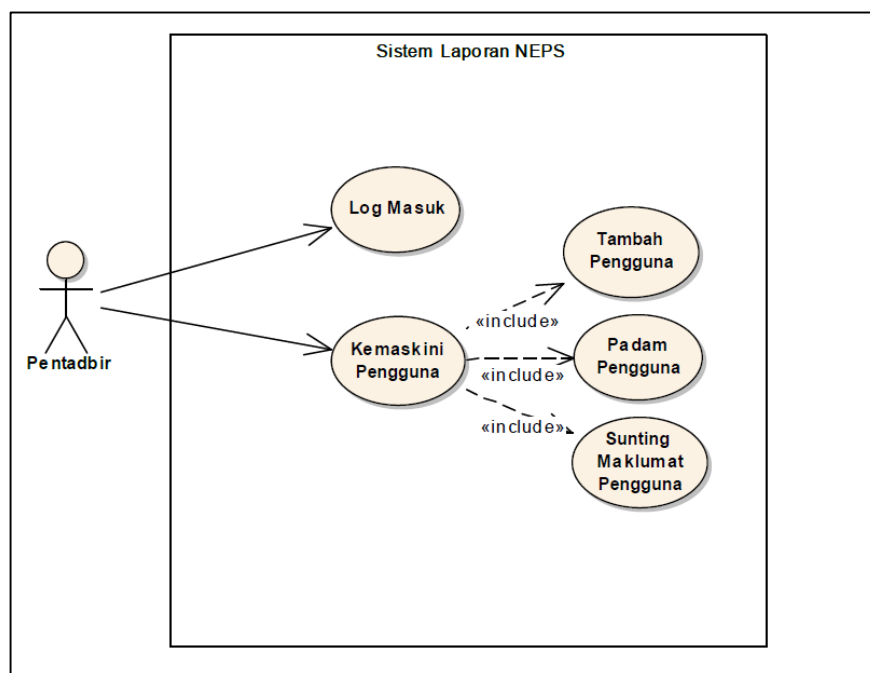 Sistem Laporan NEPS
Log Masuk
Tambah
Pengguna
«include»
Pentadbir
Kemaskini
Pengguna
«include»
Padam
Pengguna
«include»
Sunting
Maklumat
Pengguna